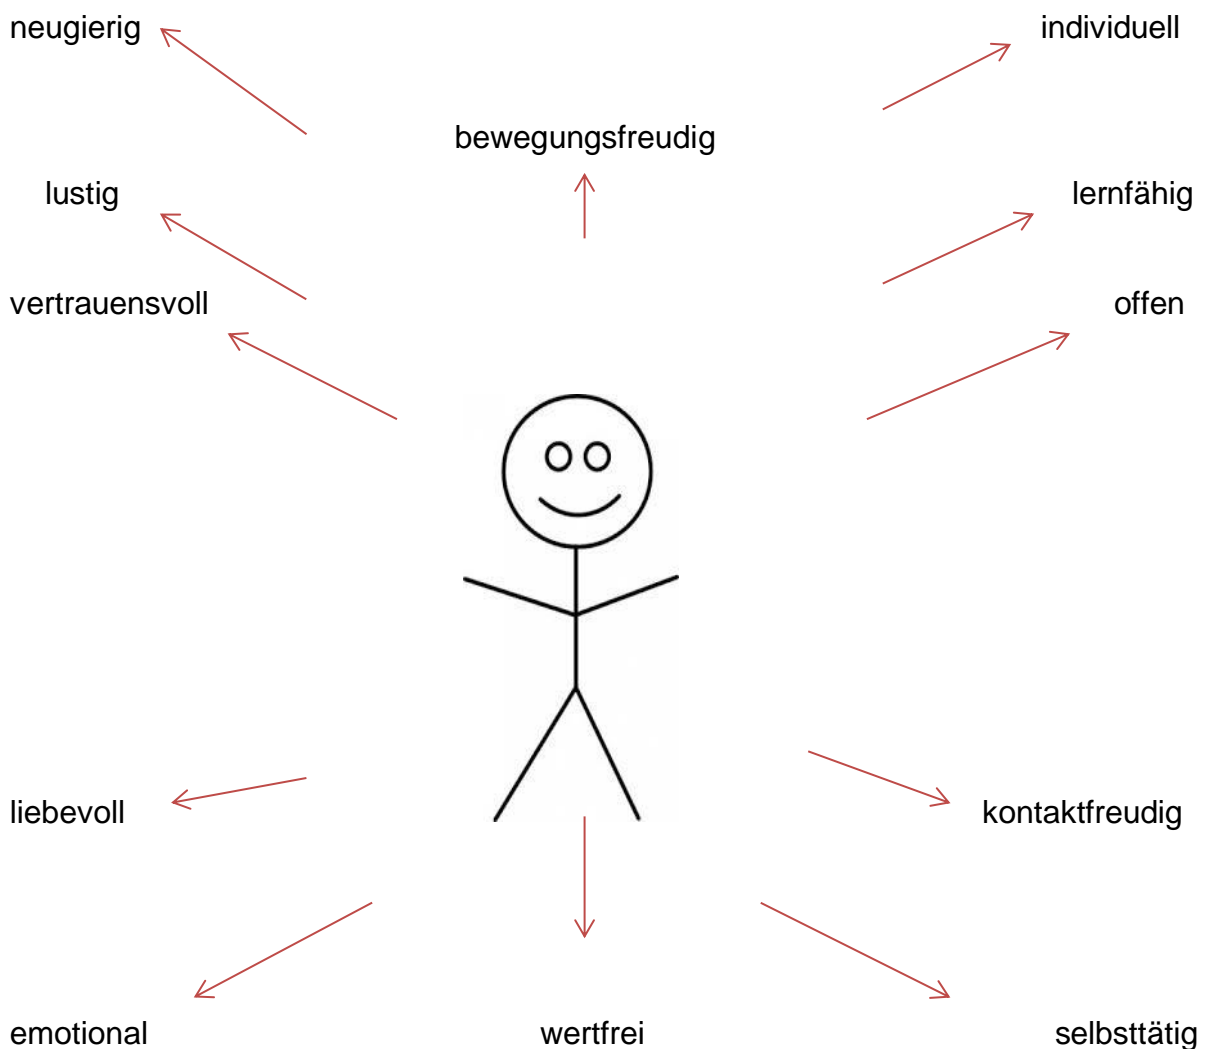 neugierig
individuell
bewegungsfreudig
lustig
lernfähig
vertrauensvoll
offen
liebevoll
kontaktfreudig
emotional
wertfrei
selbsttätig